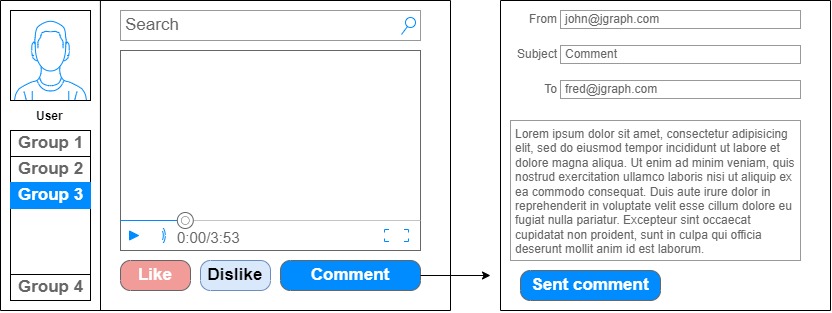 Search
User
Group 1
Group 2
Group 3
Group 4
0:00/3:53
Like
Dislike
Comment
From
john@jgraph.com
Subject
Comment
To
fred@jgraph.com
Lorem ipsum dolor sit amet, consectetur adipisicing
elit, sed do eiusmod tempor incididunt ut labore et
dolore magna aliqua. Ut enim ad minim veniam, quis
nostrud exercitation ullamco laboris nisi ut aliquip ex
ea commodo consequat. Duis aute irure dolor in
reprehenderit in voluptate velit esse cillum dolore eu
fugiat nulla pariatur. Excepteur sint occaecat
cupidatat non proident, sunt in culpa qui officia
deserunt mollit anim id est laborum.
Sent comment